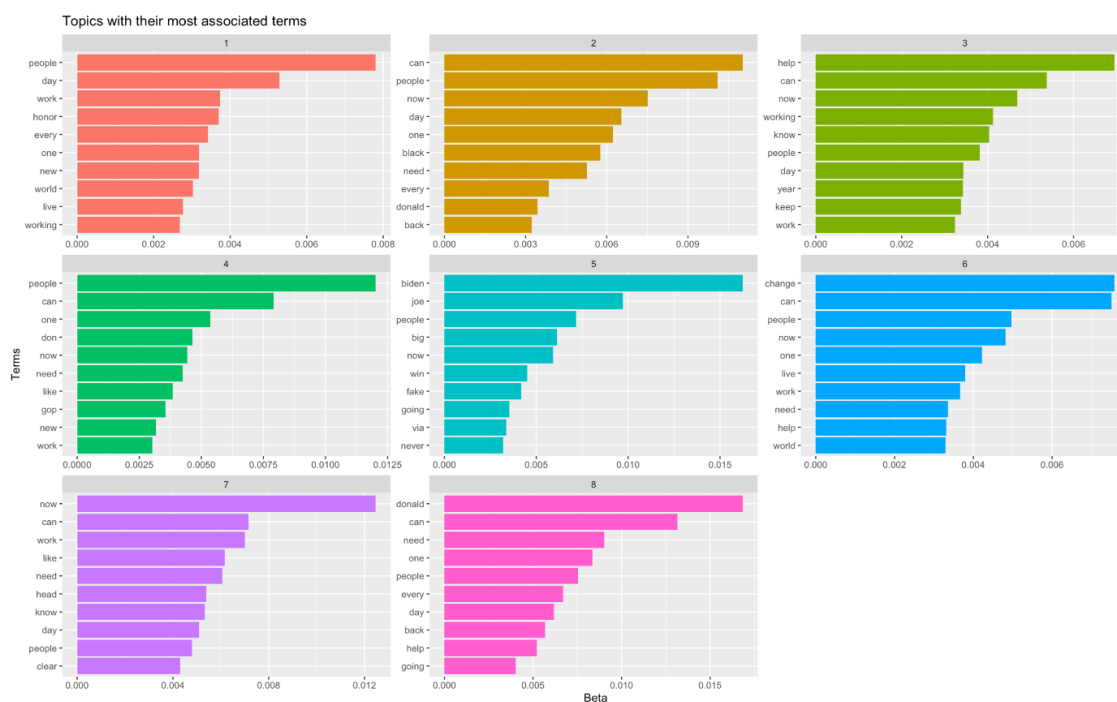 Topics with their most associated terms
1
people
day
work
honor
every
one
new
world
live
working
0.000 0.002 0.004 0.006 0.008
2
can
people
now
day
one
black
need
every
donald
back
0.000 0.003 0.006 0.009
3
help
can
now
working
know
people
day
year
keep
work
0.000 0.002 0.004 0.006
Terms
4
people
can
one
don
now
need
like
gop
new
work
0.0000 0.0025 0.0050 0.0075 0.0100 0.0125
5
biden
joe
people
big
now
win
fake
going
via
never
0.000 0.005 0.010 0.015
6
change
can
people
now
one
live
work
need
help
world
0.000 0.002 0.004 0.006
7
now
can
work
like
need
head
know
day
people
clear
0.000 0.004 0.008 0.012
8
donald
can
need
one
people
every
day
back
help
going
0.000 0.005 0.010 0.015
Beta